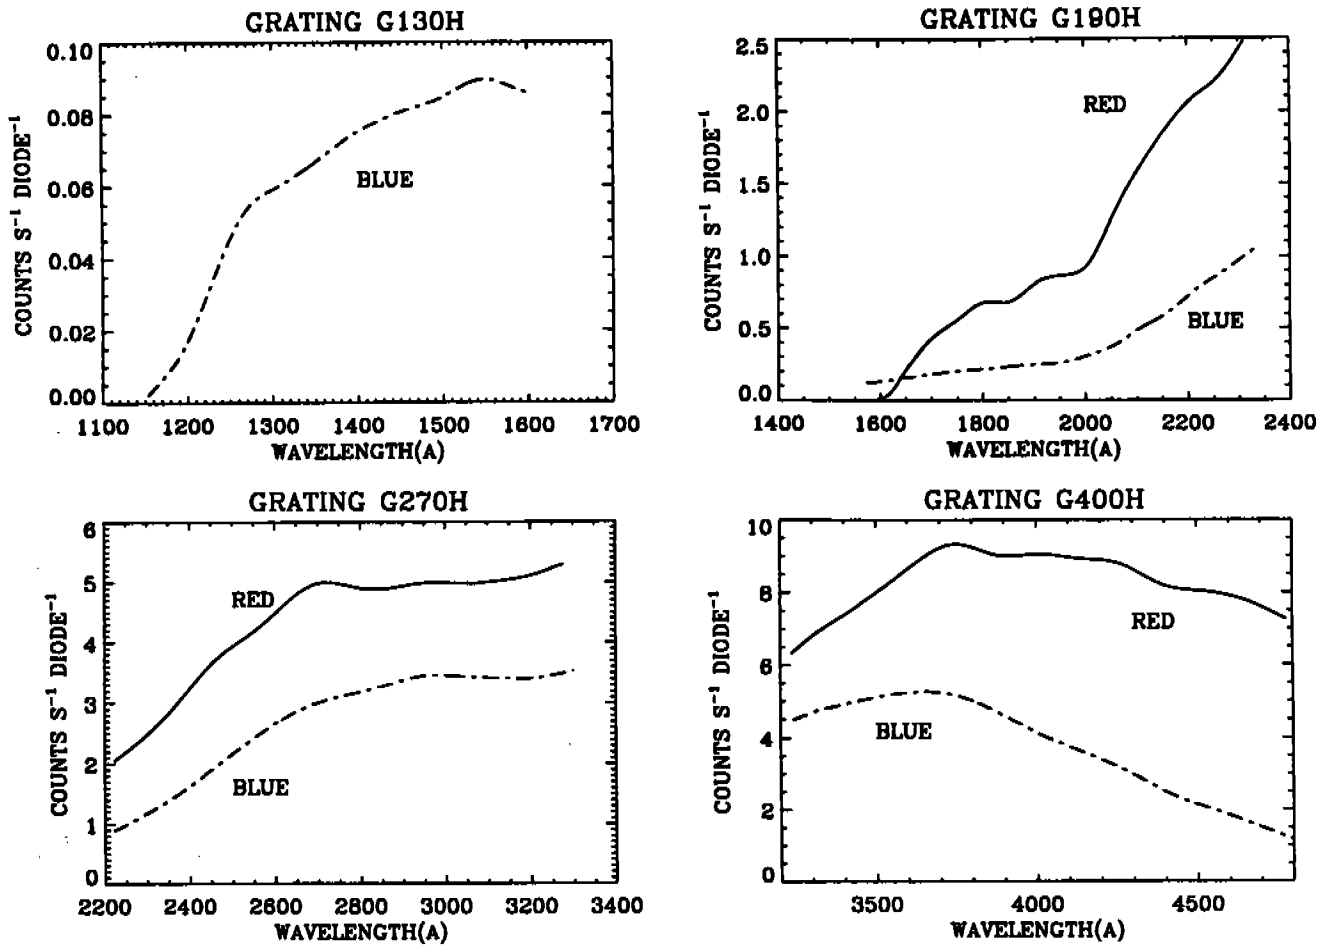 GRATING G130H
COUNTS S⁻¹ DIODE⁻¹
0.10
0.08
0.06
0.04
0.02
0.00
BLUE
1100 1200 1300 1400 1500 1600 1700
WAVELENGTH(A)
GRATING G190H
COUNTS S⁻¹ DIODE⁻¹
2.5
2.0
1.5
1.0
0.5
0.0
RED
BLUE
1400 1600 1800 2000 2200 2400
WAVELENGTH(A)
GRATING G270H
COUNTS S⁻¹ DIODE⁻¹
6
5
4
3
2
1
0
RED
BLUE
2200 2400 2600 2800 3000 3200 3400
WAVELENGTH(A)
GRATING G400H
COUNTS S⁻¹ DIODE⁻¹
10
8
6
4
2
0
RED
BLUE
3500 4000 4500
WAVELENGTH(A)